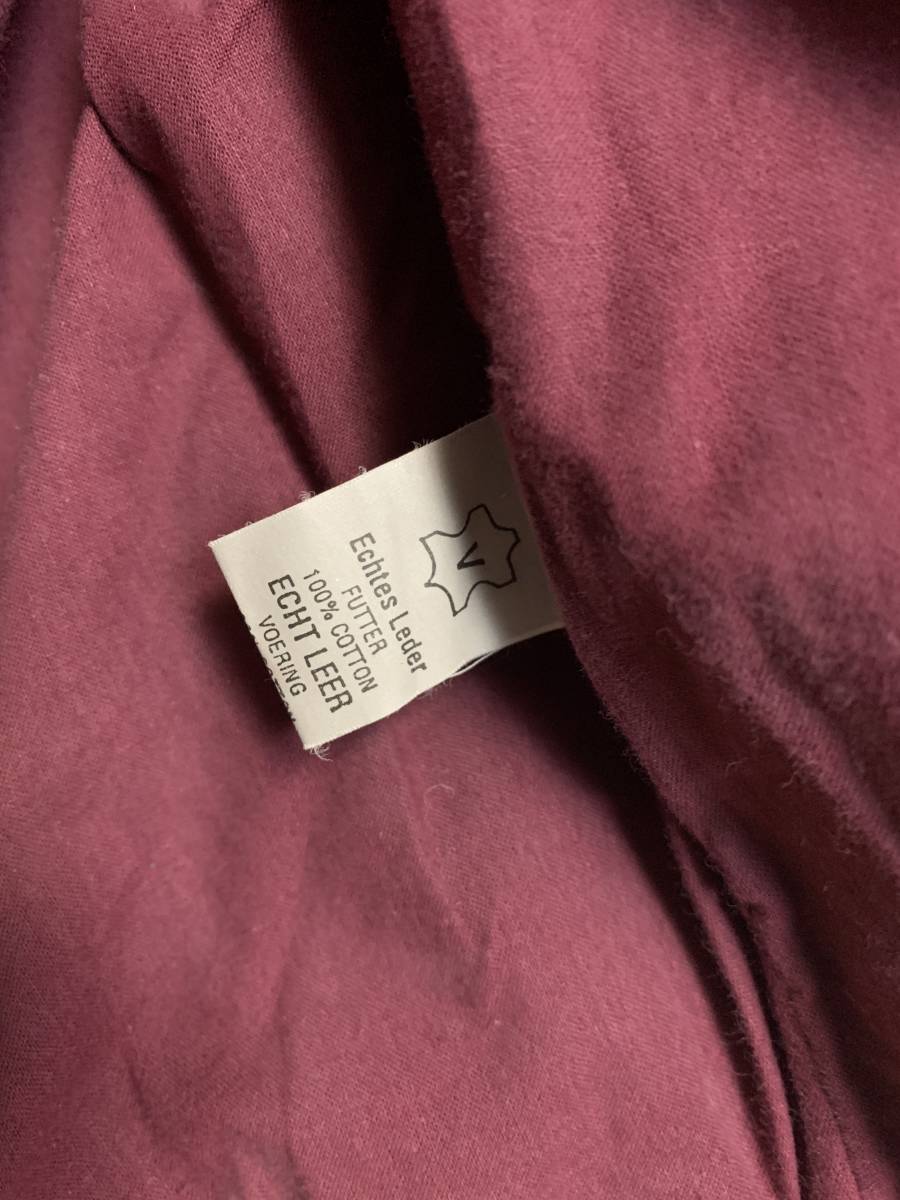 V
Echtes Leder
FUTTER
100% COTTON
ECHT LEER
VOERING